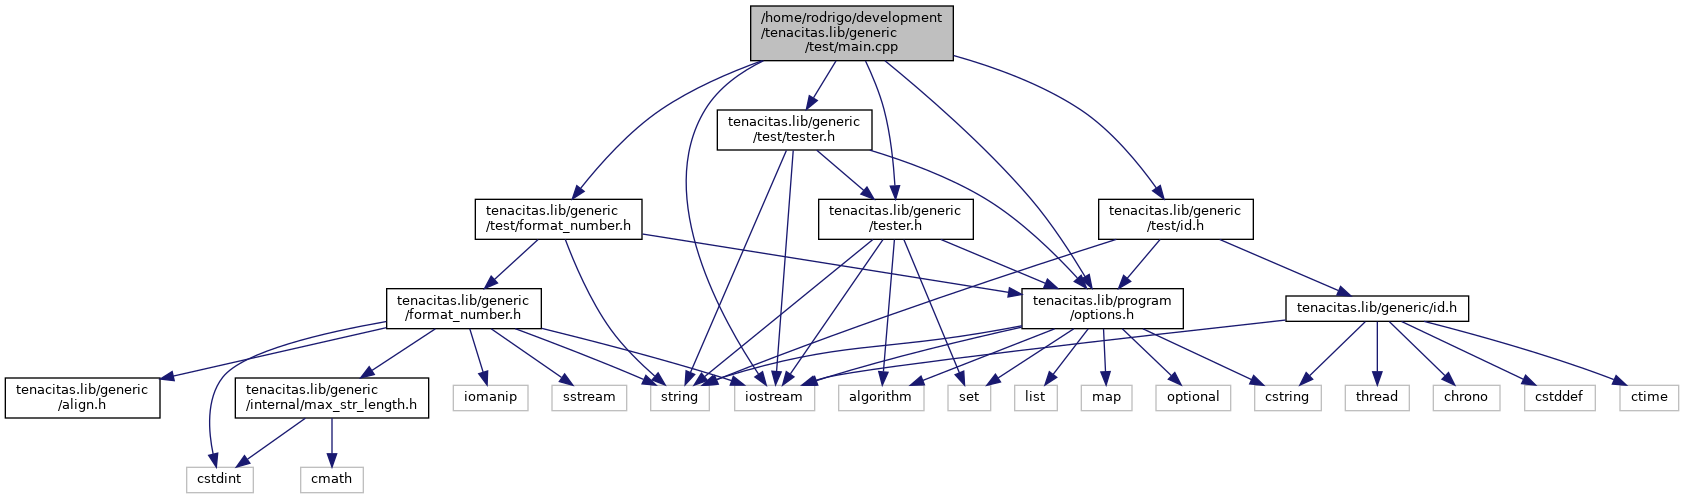 /home/rodrigo/development
/tenacitas.lib/generic
/test/main.cpp
tenacitas.lib/generic
/test/tester.h
tenacitas.lib/generic
/test/format_number.h
tenacitas.lib/generic
/tester.h
tenacitas.lib/generic
/test/id.h
tenacitas.lib/generic
/format_number.h
tenacitas.lib/program
/options.h
tenacitas.lib/generic/id.h
tenacitas.lib/generic
/align.h
tenacitas.lib/generic
/internal/max_str_length.h
iomanip
sstream
string
iostream
algorithm
set
list
map
optional
cstring
thread
chrono
cstddef
ctime
cstdint
cmath